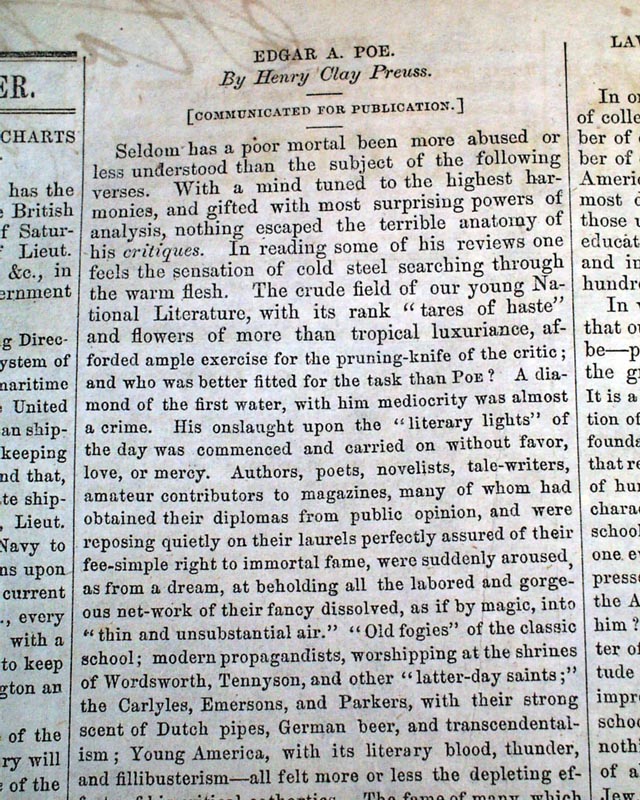 ER.
CHARTS
has the
British
f Satur-
Lieut.
&c., in
ernment
g Direc-
ystem of
maritime
United
an ship-
keeping
nd that,
te ship-
, Lieut.
Navy to
ns upon
current
., every
with a
to keep
gton an
of the
ry will
e of the
EDGAR A. POE.
By Henry Clay Preuss.
[COMMUNICATED FOR PUBLICATION.]
Seldom has a poor mortal been more abused or
less understood than the subject of the following
verses. With a mind tuned to the highest har-
monies, and gifted with most surprising powers of
analysis, nothing escaped the terrible anatomy of
his critiques. In reading some of his reviews one
feels the sensation of cold steel searching through
the warm flesh. The crude field of our young Na-
tional Literature, with its rank "tares of haste"
and flowers of more than tropical luxuriance, af-
forded ample exercise for the pruning-knife of the critic;
and who was better fitted for the task than POE? A dia-
mond of the first water, with him mediocrity was almost
a crime. His onslaught upon the "literary lights" of
the day was commenced and carried on without favor,
love, or mercy. Authors, poets, novelists, tale-writers,
amateur contributors to magazines, many of whom had
obtained their diplomas from public opinion, and were
reposing quietly on their laurels perfectly assured of their
fee-simple right to immortal fame, were suddenly aroused,
as from a dream, at beholding all the labored and gorge-
ous net-work of their fancy dissolved, as if by magic, into
"thin and unsubstantial air." "Old fogies" of the classic
school; modern propagandists, worshipping at the shrines
of Wordsworth, Tennyson, and other "latter-day saints;"
the Carlyles, Emersons, and Parkers, with their strong
scent of Dutch pipes, German beer, and transcendental-
ism; Young America, with its literary blood, thunder,
and fillibusterism—all felt more or less the depleting ef-
The fame of many, which
LAV
In or
of colle
ber of
ber of
Americ
most d
those u
educat
and in
hundre
In
that ou
be—p
the g
It is a
tion of
founda
that r
of hur
charac
school
one e
presse
the A
him?
ter of
tude
impr
schoo
nothi
of a
Jew